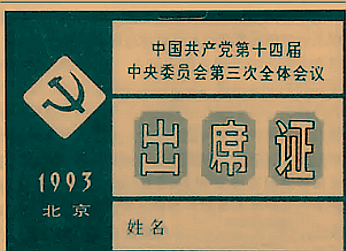 中国共产党第十四届
中央委员会第三次全体会议
出席证
1993
北京
姓名